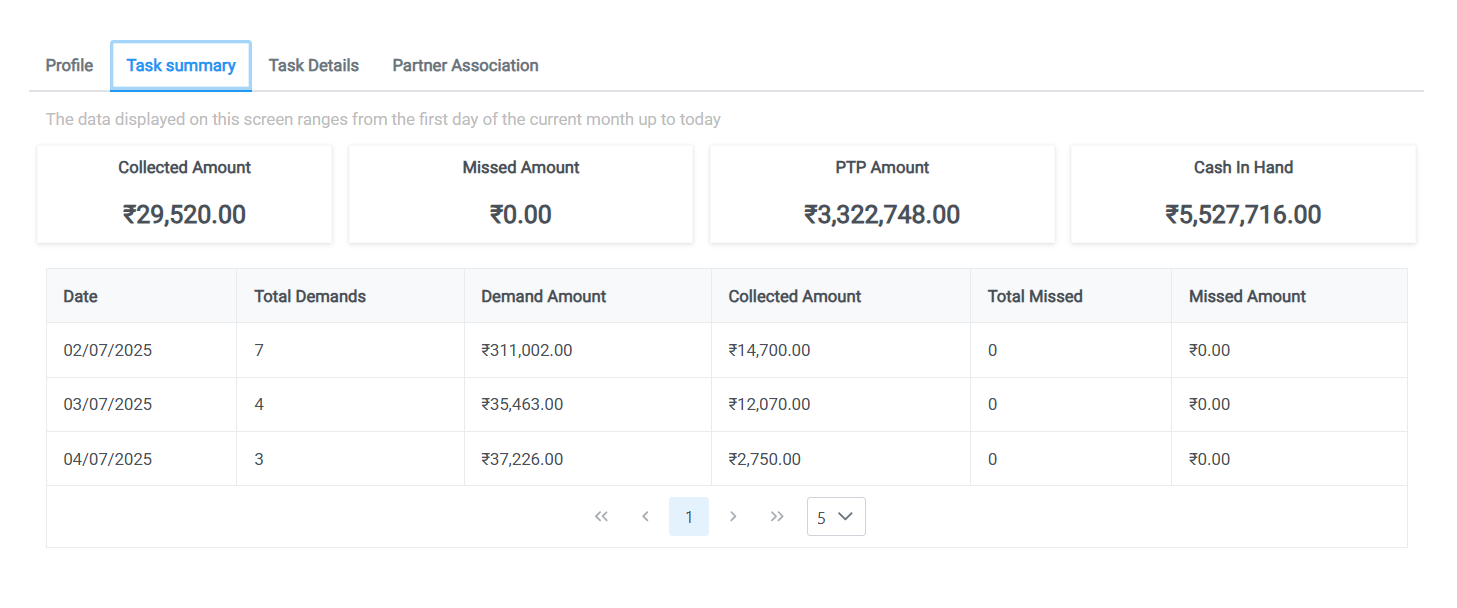 Profile Task summary Task Details Partner Association
The data displayed on this screen ranges from the first day of the current month up to today
Collected Amount Missed Amount PTP Amount Cash In Hand
₹29,520.00 ₹0.00 ₹3,322,748.00 ₹5,527,716.00
Date Total Demands Demand Amount Collected Amount Total Missed Missed Amount
02/07/2025 7 ₹311,002.00 ₹14,700.00 0 ₹0.00
03/07/2025 4 ₹35,463.00 ₹12,070.00 0 ₹0.00
04/07/2025 3 ₹37,226.00 ₹2,750.00 0 ₹0.00
1 5